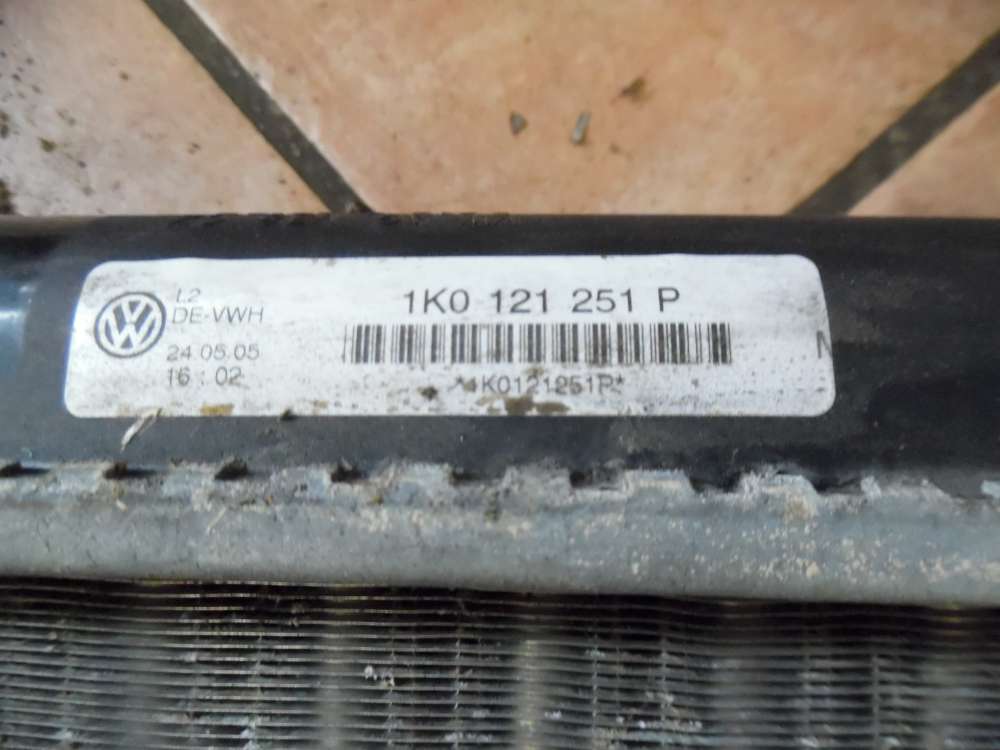 L2
DE-VWH
24.05.05
16:02
1K0 121 251 P
*1K0121251P*
N